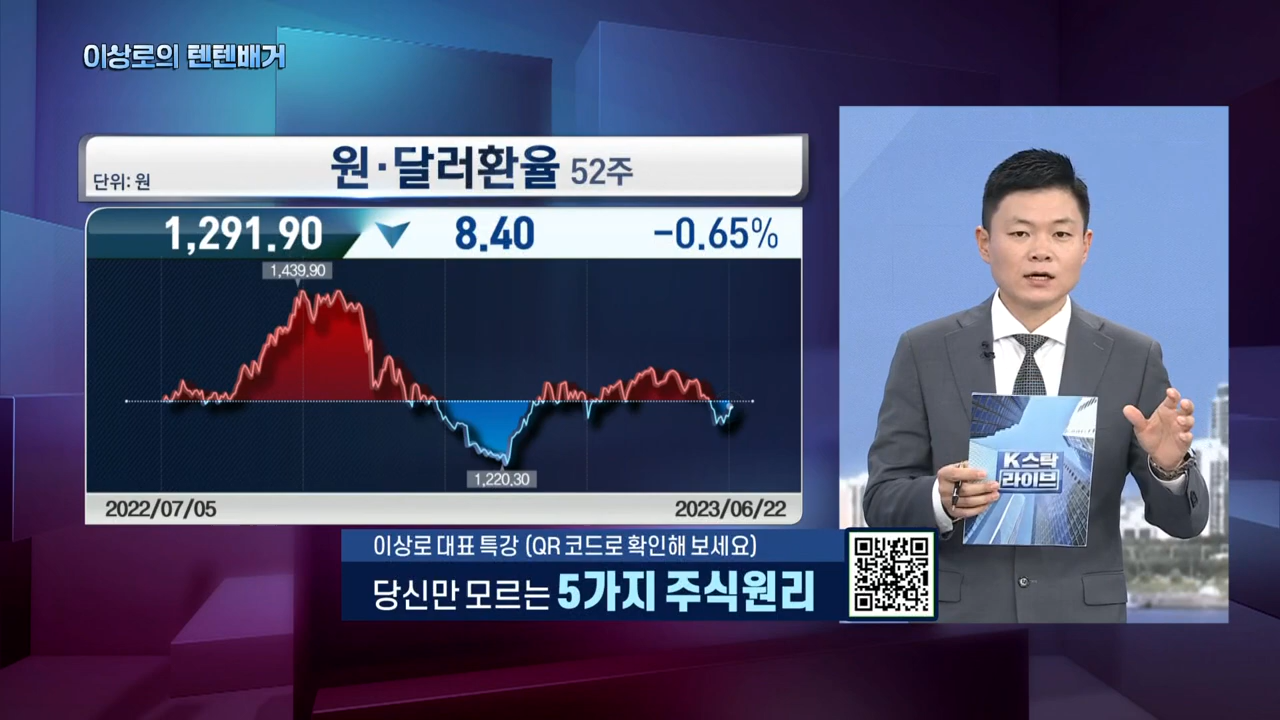 이상로의 텐텐배거
원·달러환율 52주
단위: 원
1,291.90 ▼ 8.40 -0.65%
1,439.90
1,220.30
2022/07/05 2023/06/22
K스탁
라이브
이상로 대표 특강 (QR 코드로 확인해 보세요)
당신만 모르는 5가지 주식원리